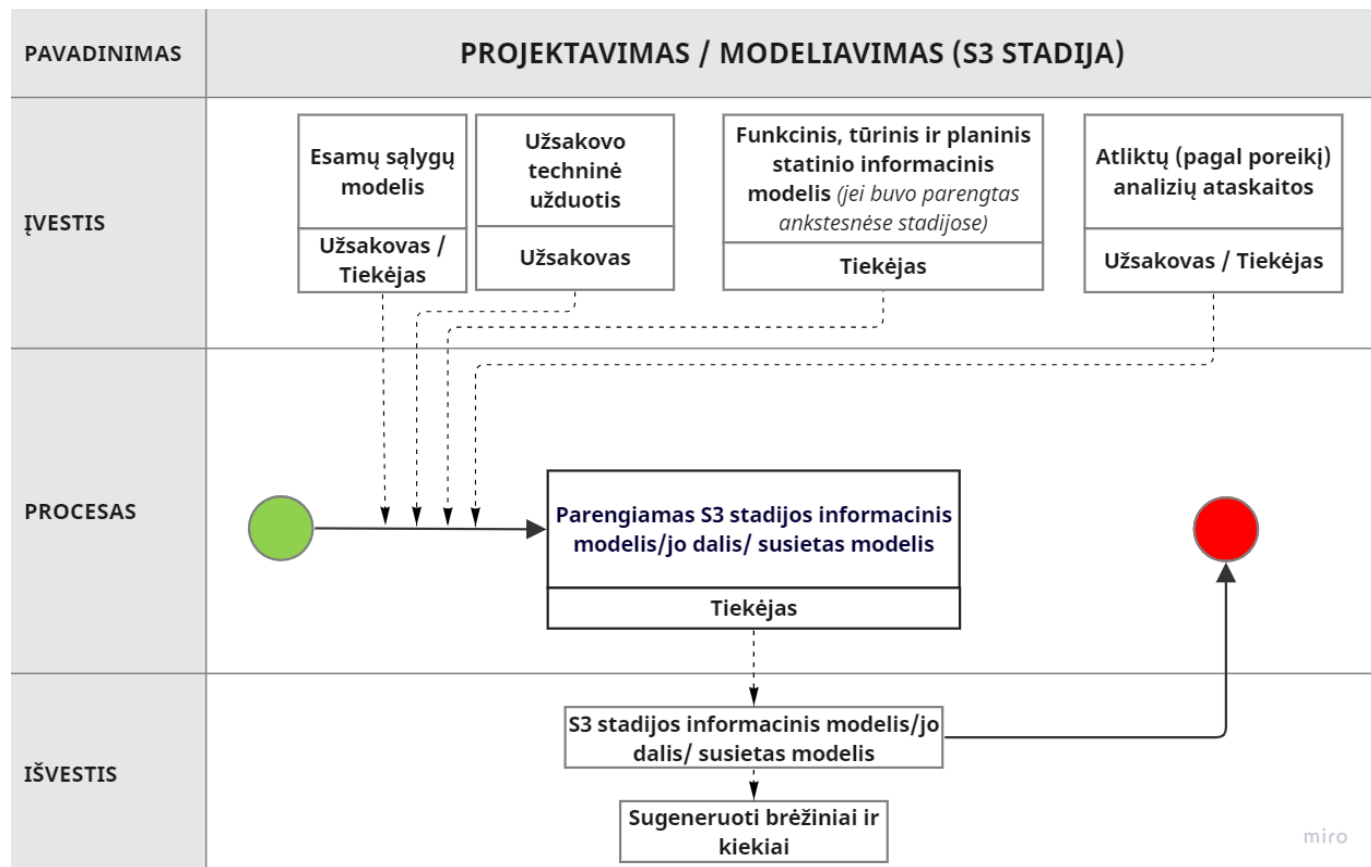 PAVADINIMAS
PROJEKTAVIMAS / MODELIAVIMAS (S3 STADIJA)
ĮVESTIS
Esamų sąlygų
modelis
Užsakovas /
Tiekėjas
Užsakovo
techninė
užduotis
Užsakovas
Funkcinis, tūrinis ir planinis
statinio informacinis
modelis (jei buvo parengtas
ankstesnėse stadijose)
Tiekėjas
Atliktų (pagal poreikį)
analizių ataskaitos
Užsakovas / Tiekėjas
PROCESAS
Parengiamas S3 stadijos informacinis
modelis/jo dalis/ susietas modelis
Tiekėjas
IŠVESTIS
S3 stadijos informacinis modelis/jo
dalis/ susietas modelis
Sugeneruoti brėžiniai ir
kiekiai
miro